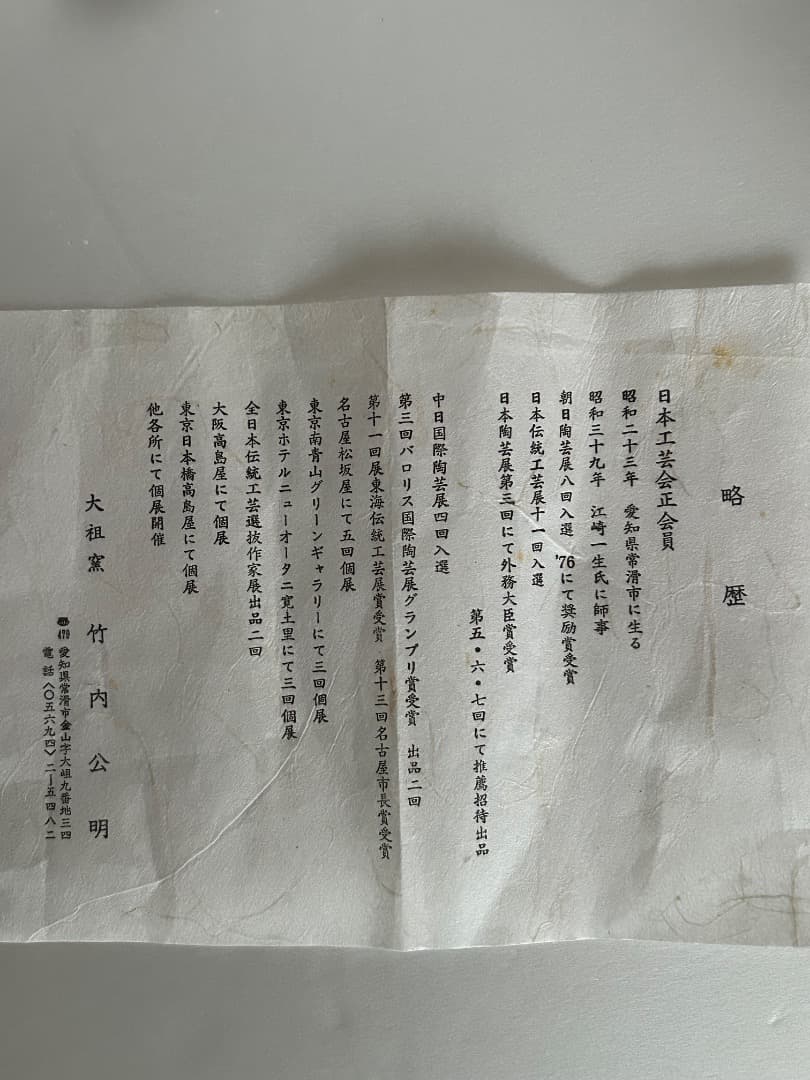 略歴
日本工芸会正会員
昭和二十三年 愛知県常滑市に生る
昭和三十九年 江崎一生氏に師事
朝日陶芸展八回入選 '76にて奨励賞受賞
日本伝統工芸展十一回入選
日本陶芸展第三回にて外務大臣賞受賞
第五・六・七回にて推薦招待出品
中日国際陶芸展四回入選
第三回バロリス国際陶芸展グランプリ賞受賞 出品二回
第十一回展東海伝統工芸展賞受賞 第十三回名古屋市長賞受賞
名古屋松坂屋にて五回個展
東京南青山グリーンギャラリーにて三回個展
東京ホテルニューオータニ寛土里にて三回個展
全日本伝統工芸選抜作家展出品二回
大阪高島屋にて個展
東京日本橋高島屋にて個展
他各所にて個展開催
大祖窯 竹内公明
〠479 愛知県常滑市金山字大岨九番地三四
電話〈〇五六九四〉二―五四八二